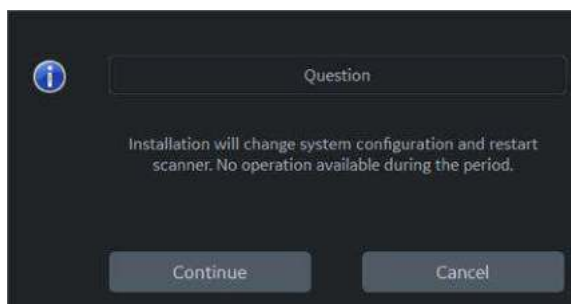 Question
Installation will change system configuration and restart
scanner. No operation available during the period.
Continue
Cancel